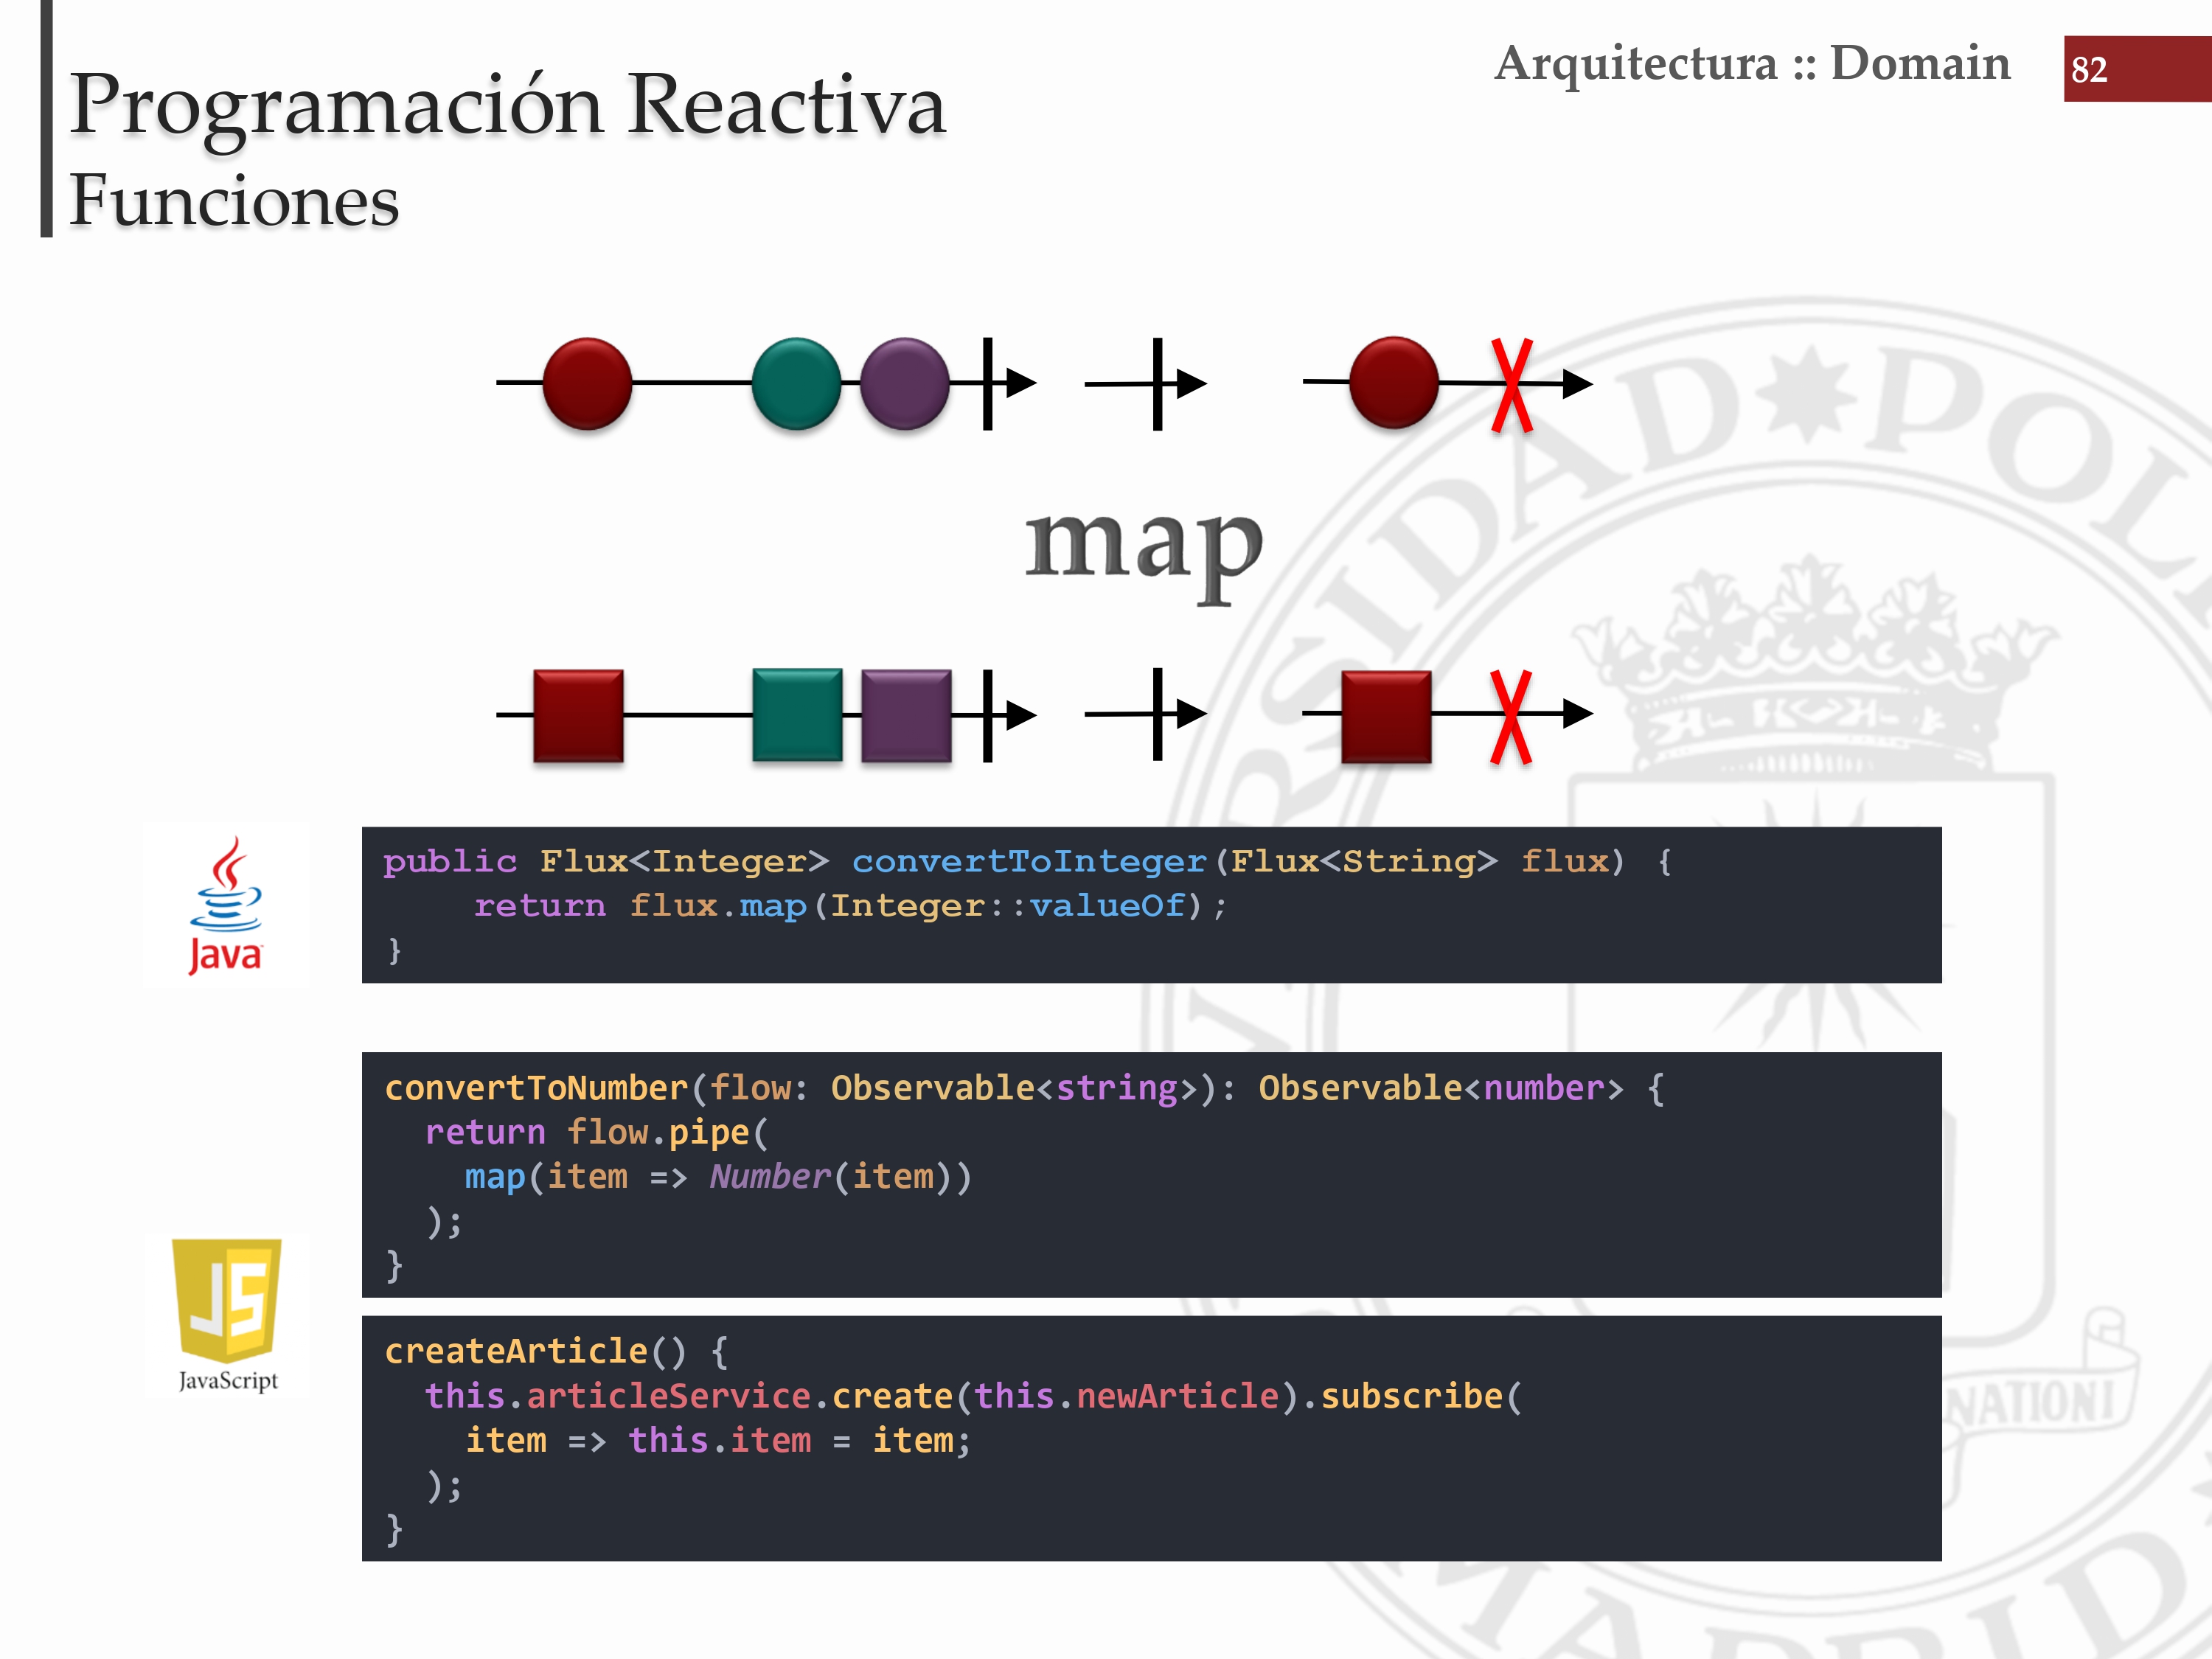 Arquitectura :: Domain
82
Programación Reactiva
Funciones
map
Java
public Flux<Integer> convertToInteger(Flux<String> flux) {
    return flux.map(Integer::valueOf);
}
convertToNumber(flow: Observable<string>): Observable<number> {
  return flow.pipe(
    map(item => Number(item))
  );
}
JS
JavaScript
createArticle() {
  this.articleService.create(this.newArticle).subscribe(
    item => this.item = item;
  );
}